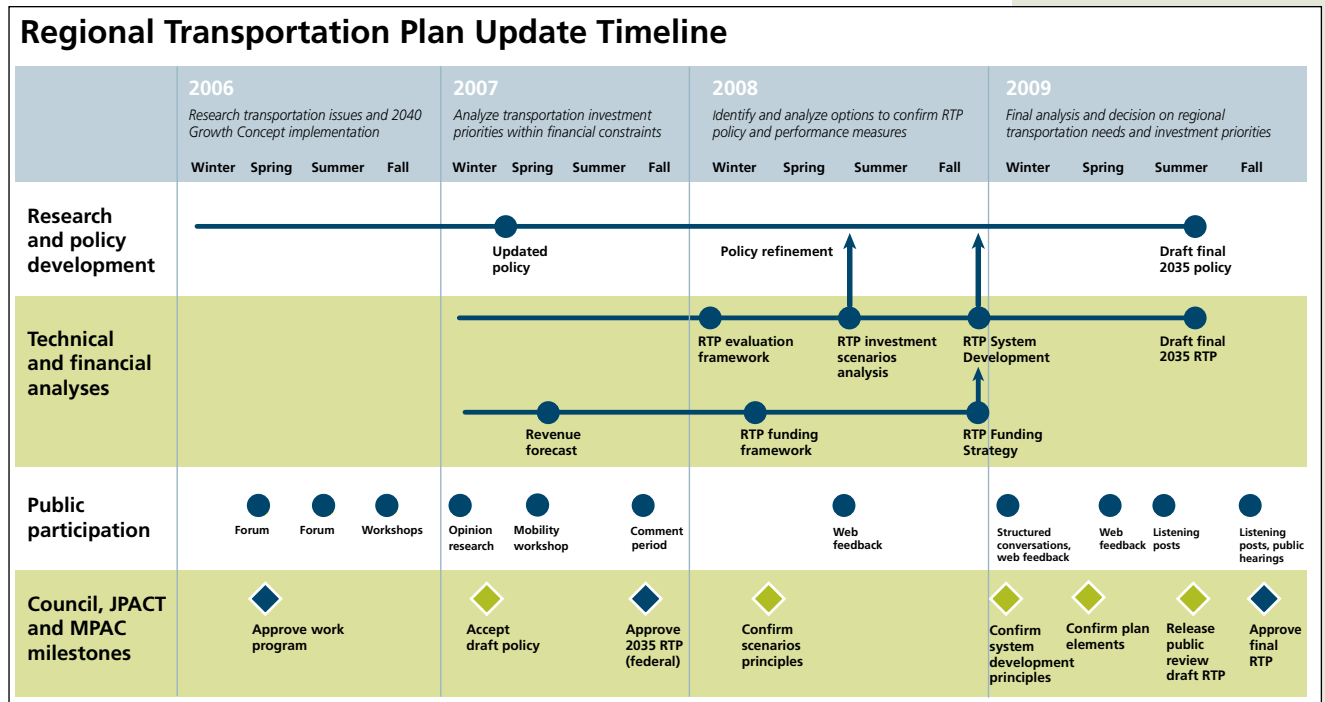 Regional Transportation Plan Update Timeline
2006
Research transportation issues and 2040
Growth Concept implementation
Winter Spring Summer Fall
2007
Analyze transportation investment
priorities within financial constraints
Winter Spring Summer Fall
2008
Identify and analyze options to confirm RTP
policy and performance measures
Winter Spring Summer Fall
2009
Final analysis and decision on regional
transportation needs and investment priorities
Winter Spring Summer Fall
Research
and policy
development
Updated
policy
Policy refinement
Draft final
2035 policy
Technical
and financial
analyses
RTP evaluation
framework
RTP investment
scenarios
analysis
RTP System
Development
Draft final
2035 RTP
Revenue
forecast
RTP funding
framework
RTP Funding
Strategy
Public
participation
Forum
Forum
Workshops
Opinion
research
Mobility
workshop
Comment
period
Web
feedback
Structured
conversations,
web feedback
Web
feedback
Listening
posts
Listening
posts, public
hearings
Council, JPACT
and MPAC
milestones
Approve work
program
Accept
draft policy
Approve
2035 RTP
(federal)
Confirm
scenarios
principles
Confirm
system
development
principles
Confirm plan
elements
Release
public
review
draft RTP
Approve
final
RTP